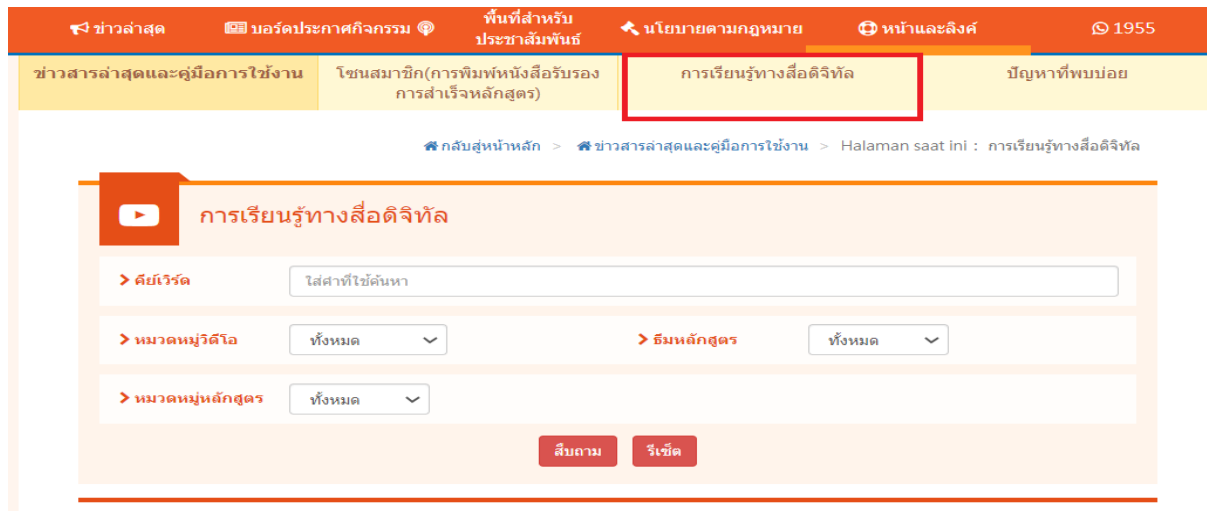 ข่าวล่าสุด
บอร์ดประกาศกิจกรรม
พื้นที่สำหรับ
ประชาสัมพันธ์
นโยบายตามกฎหมาย
หน้าและลิงค์
1955
ข่าวสารล่าสุดและคู่มือการใช้งาน
โซนสมาชิก(การพิมพ์หนังสือรับรอง
การสำเร็จหลักสูตร)
การเรียนรู้ทางสื่อดิจิทัล
ปัญหาที่พบบ่อย
กลับสู่หน้าหลัก > ข่าวสารล่าสุดและคู่มือการใช้งาน > Halaman saat ini : การเรียนรู้ทางสื่อดิจิทัล
การเรียนรู้ทางสื่อดิจิทัล
คีย์เวิร์ด
ใส่คำที่ใช้ค้นหา
หมวดหมู่วิดีโอ
ทั้งหมด
ธีมหลักสูตร
ทั้งหมด
หมวดหมู่หลักสูตร
ทั้งหมด
สืบถาม
รีเซ็ต